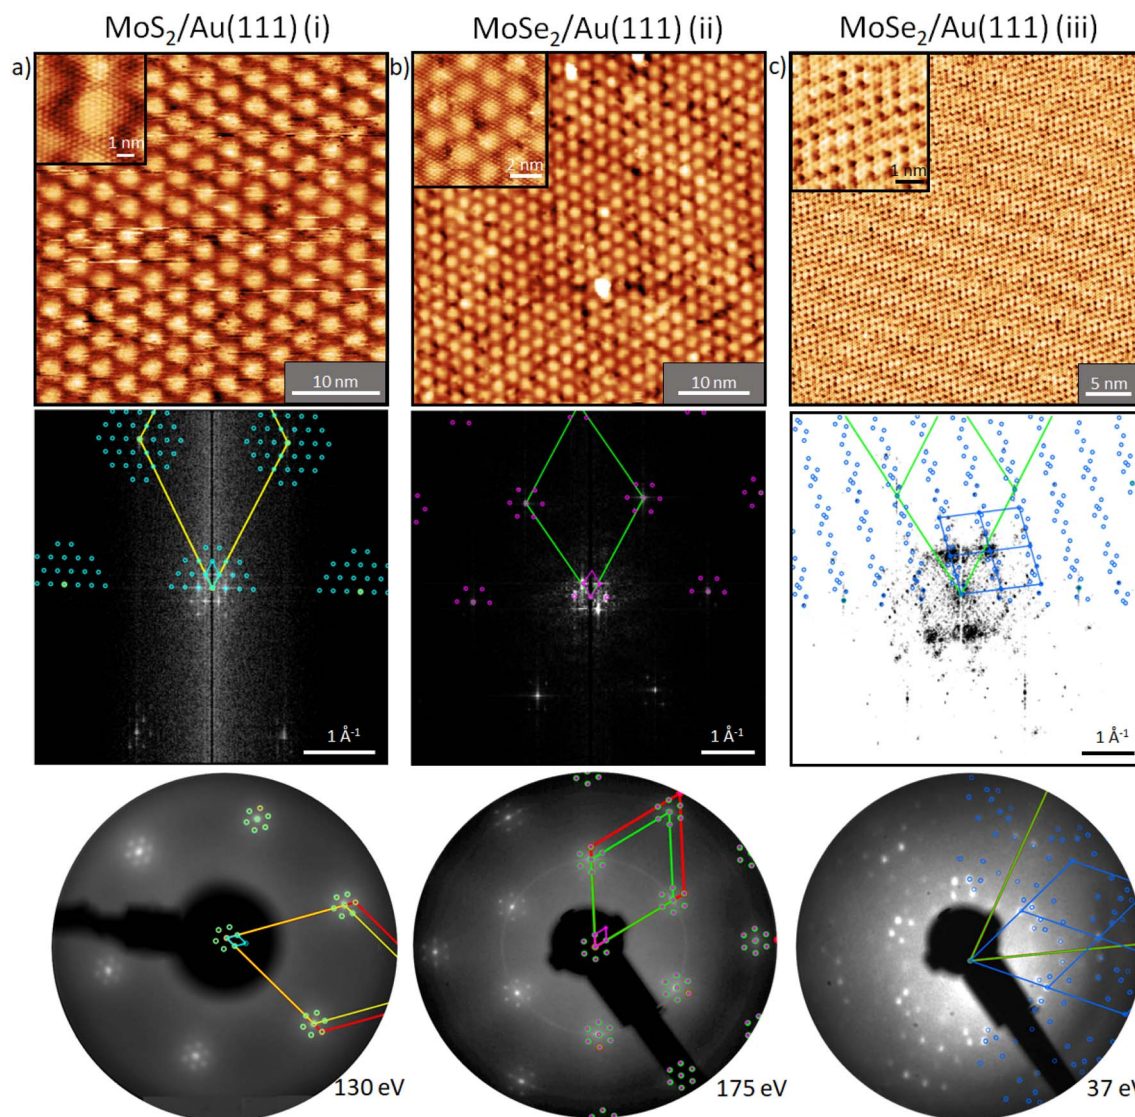 MoS₂/Au(111) (i)
MoSe₂/Au(111) (ii)
MoSe₂/Au(111) (iii)
a)
b)
c)
1 nm
2 nm
1 nm
10 nm
10 nm
5 nm
1 Å⁻¹
1 Å⁻¹
1 Å⁻¹
130 eV
175 eV
37 eV